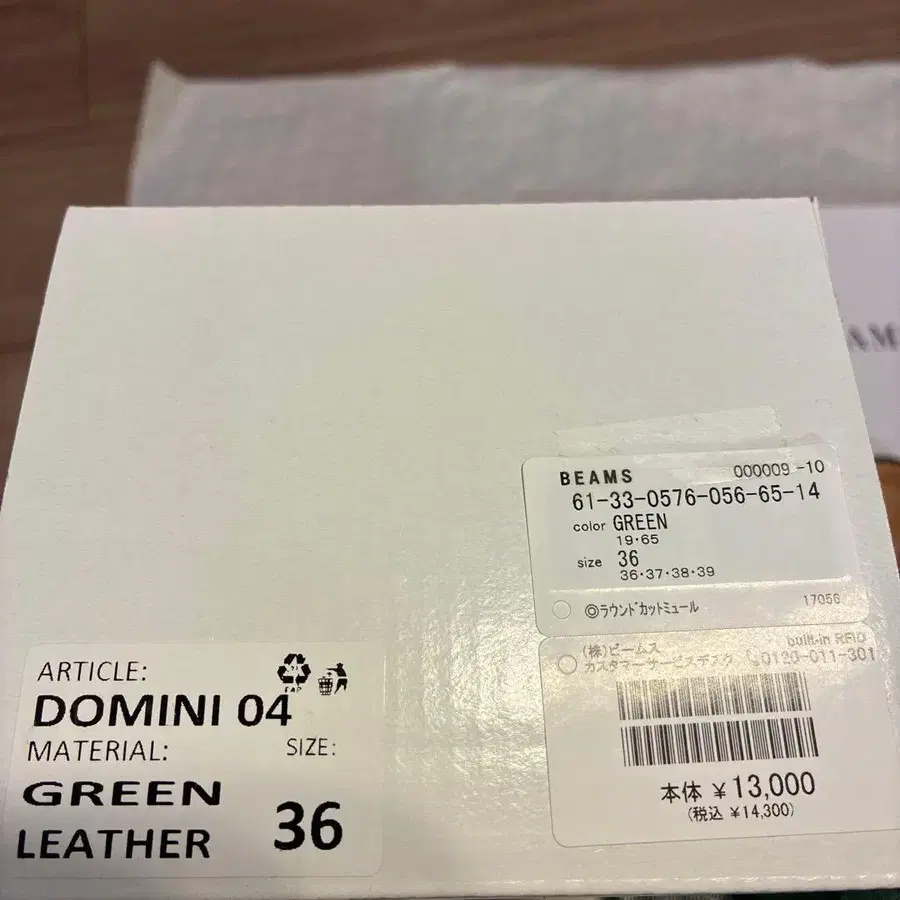 AM
BEAMS
000009 -10
61-33-0576-056-65-14
color GREEN
19・65
size 36
36・37・38・39
◎ラウンドカットミュール
17056
(株)ビームス
built-in RFID
カスタマーサービスデスク
0120-011-301
本体 ¥13,000
(税込 ¥14,300)
ARTICLE:
DOMINI 04
MATERIAL:
SIZE:
GREEN
LEATHER
36